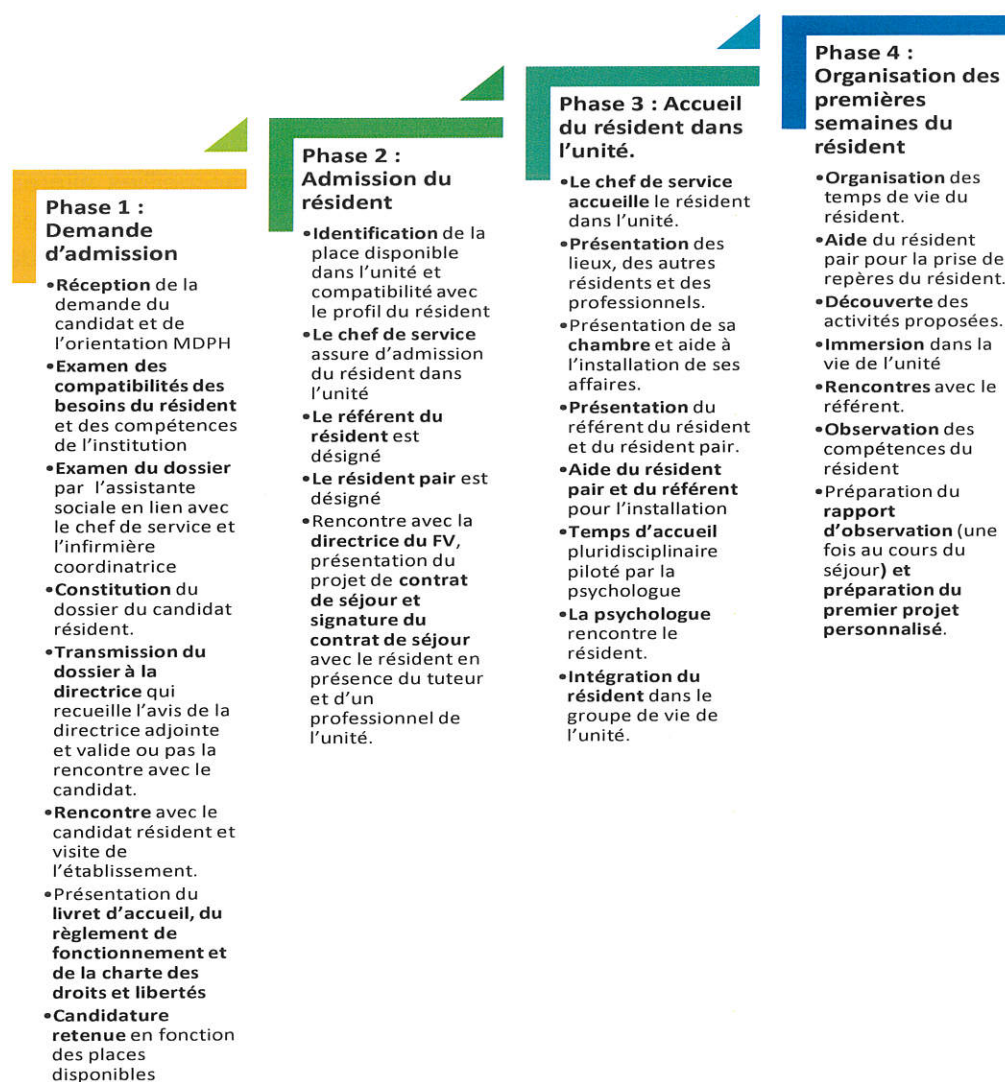 Phase 1 :
Demande
d'admission
•Réception de la
demande du
candidat et de
l'orientation MDPH
•Examen des
compatibilités des
besoins du résident
et des compétences
de l'institution
•Examen du dossier
par l'assistante
sociale en lien avec
le chef de service et
l'infirmière
coordinatrice
•Constitution du
dossier du candidat
résident.
•Transmission du
dossier à la
directrice qui
recueille l'avis de la
directrice adjointe
et valide ou pas la
rencontre avec le
candidat.
•Rencontre avec le
candidat résident et
visite de
l'établissement.
•Présentation du
livret d'accueil, du
règlement de
fonctionnement et
de la charte des
droits et libertés
•Candidature
retenue en fonction
des places
disponibles
Phase 2 :
Admission du
résident
•Identification de la
place disponible
dans l'unité et
compatibilité avec
le profil du résident
•Le chef de service
assure d'admission
du résident dans
l'unité
•Le référent du
résident est
désigné
•Le résident pair est
désigné
•Rencontre avec la
directrice du FV,
présentation du
projet de contrat
de séjour et
signature du
contrat de séjour
avec le résident en
présence du tuteur
et d'un
professionnel de
l'unité.
Phase 3 : Accueil
du résident dans
l'unité.
•Le chef de service
accueille le résident
dans l'unité.
•Présentation des
lieux, des autres
résidents et des
professionnels.
•Présentation de sa
chambre et aide à
l'installation de ses
affaires.
•Présentation du
référent du résident
et du résident pair.
•Aide du résident
pair et du référent
pour l'installation
•Temps d'accueil
pluridisciplinaire
piloté par la
psychologue
•La psychologue
rencontre le
résident.
•Intégration du
résident dans le
groupe de vie de
l'unité.
Phase 4 :
Organisation des
premières
semaines du
résident
•Organisation des
temps de vie du
résident.
•Aide du résident
pair pour la prise de
repères du résident.
•Découverte des
activités proposées.
•Immersion dans la
vie de l'unité
•Rencontres avec le
référent.
•Observation des
compétences du
résident
•Préparation du
rapport
d'observation (une
fois au cours du
séjour) et
préparation du
premier projet
personnalisé.